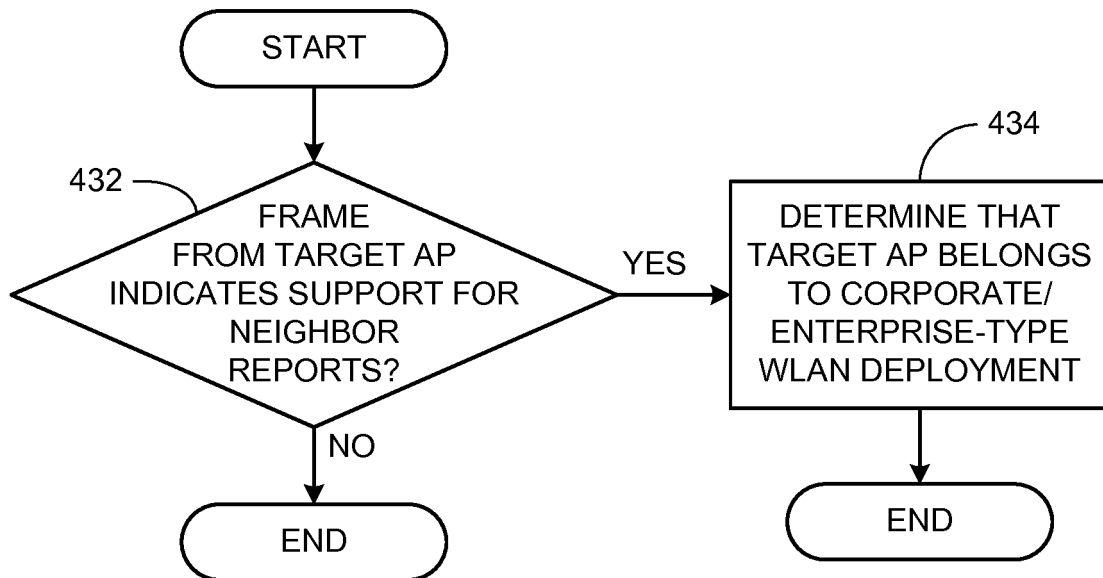 START
432
FRAME
FROM TARGET AP
INDICATES SUPPORT FOR
NEIGHBOR
REPORTS?
YES
434
DETERMINE THAT
TARGET AP BELONGS
TO CORPORATE/
ENTERPRISE-TYPE
WLAN DEPLOYMENT
NO
END
END